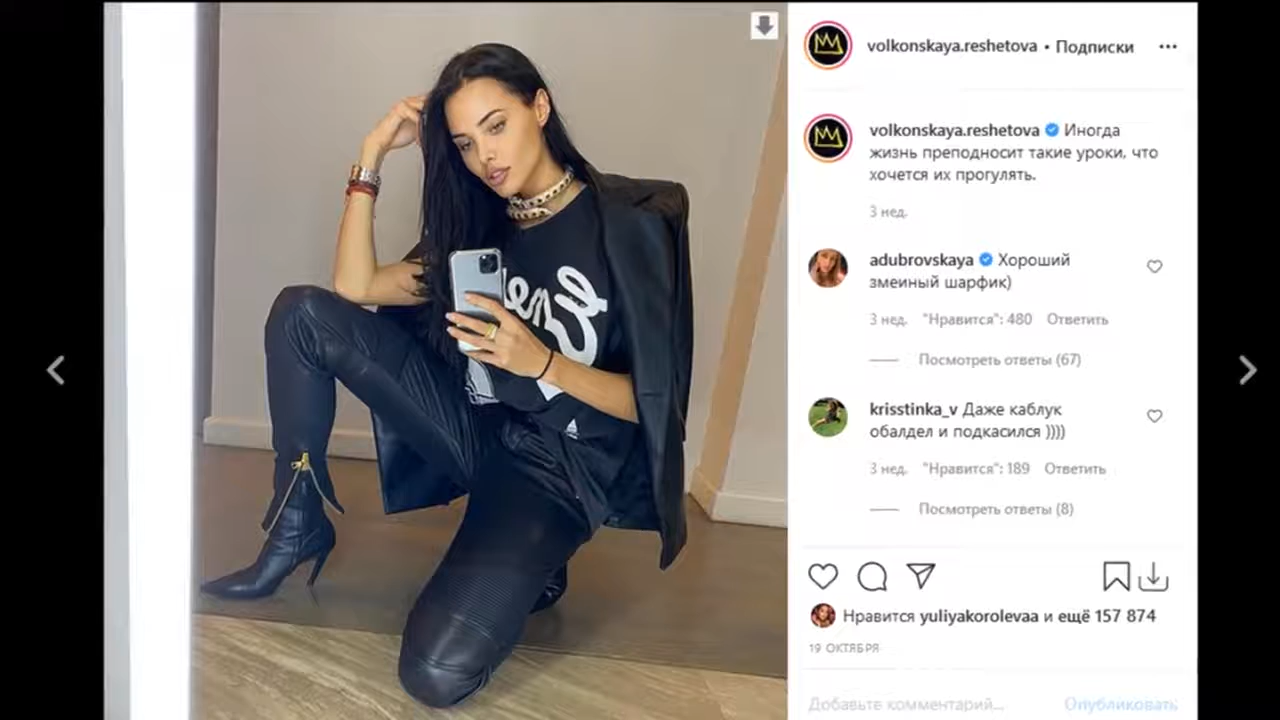 volkonskaya.reshetova • Подписки
volkonskaya.reshetova Иногда
жизнь преподносит такие уроки, что
хочется их прогулять.
3 нед.
adubrovskaya Хороший
змеиный шарфик)
3 нед. "Нравится": 480 Ответить
Посмотреть ответы (67)
krisstinka_v Даже каблук
обалдел и подкасился ))))
3 нед. "Нравится": 189 Ответить
Посмотреть ответы (8)
Нравится yuliyakorolevaa и ещё 157 874
19 ОКТЯБРЯ
Добавьте комментарий...
Опубликовать